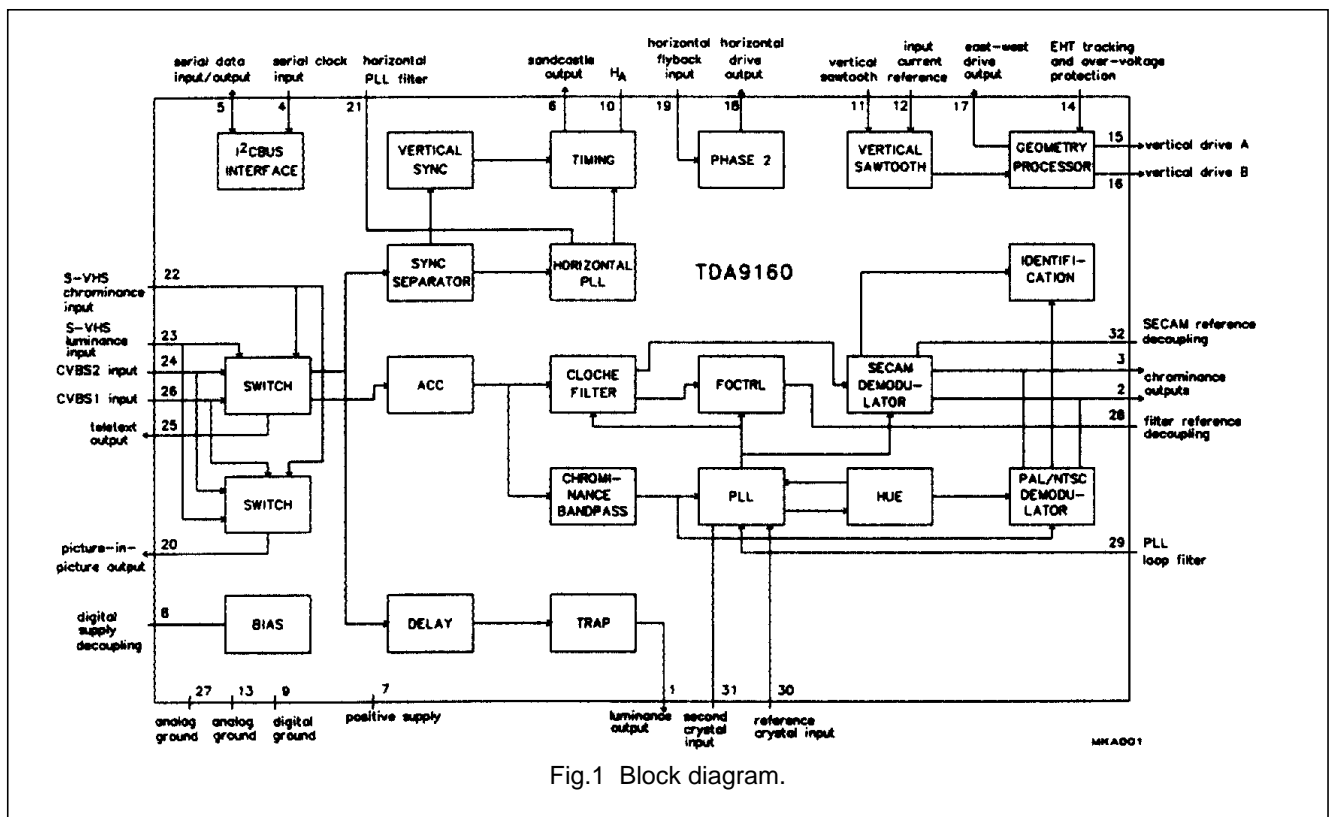 serial data
input/output
serial clock
input
horizontal
PLL filter
sandcastle
output
HA
horizontal
flyback
input
horizontal
drive
output
vertical
sawtooth
input
current
reference
east-west
drive
output
EHT tracking
and over-voltage
protection
5
4
21
6
10
19
18
11
12
17
14
I2CBUS
INTERFACE
VERTICAL
SYNC
TIMING
PHASE 2
VERTICAL
SAWTOOTH
GEOMETRY
PROCESSOR
15
vertical drive A
vertical drive B
16
SYNC
SEPARATOR
HORIZONTAL
PLL
TDA9160
IDENTIFI-
CATION
S-VHS
chrominance
input
22
S-VHS
luminance
input
23
CVBS2 input
24
CVBS1 input
26
teletext
output
25
SWITCH
ACC
CLOCHE
FILTER
FOCTRL
SECAM
DEMODU-
LATOR
32
SECAM reference
decoupling
3
chrominance
outputs
2
28
filter reference
decoupling
SWITCH
CHROMI-
NANCE
BANDPASS
PLL
HUE
PAL/NTSC
DEMODU-
LATOR
20
picture-in-
picture output
29
PLL
loop filter
8
digital
supply
decoupling
BIAS
DELAY
TRAP
27
13
9
7
1
31
30
analog
ground
analog
ground
digital
ground
positive supply
luminance
output
second
crystal
input
reference
crystal input
MKA001
Fig.1 Block diagram.